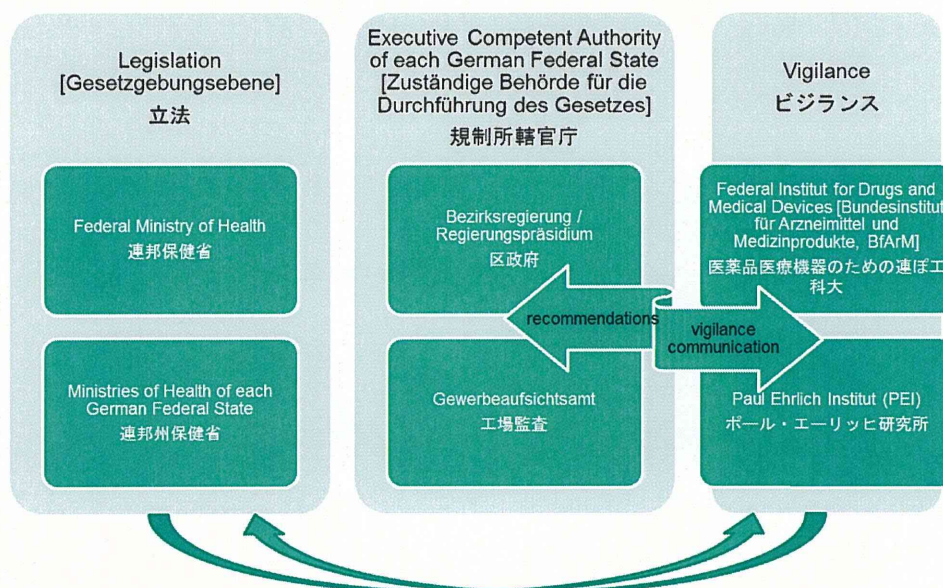 Legislation
[Gesetzgebungsebene]
立法
Federal Ministry of Health
連邦保健省
Ministries of Health of each
German Federal State
連邦州保健省
Executive Competent Authority
of each German Federal State
[Zuständige Behörde für die
Durchführung des Gesetzes]
規制所轄官庁
Bezirksregierung /
Regierungspräsidium
区政府
recommendations
vigilance
communication
Gewerbeaufsichtsamt
工場監査
Vigilance
ビジランス
Federal Institut for Drugs and
Medical Devices [Bundesinstitut
für Arzneimittel und
Medizinprodukte, BfArM]
医薬品医療機器のための連ぽ工
科大
Paul Ehrlich Institut (PEI)
ポール・エーリッヒ研究所